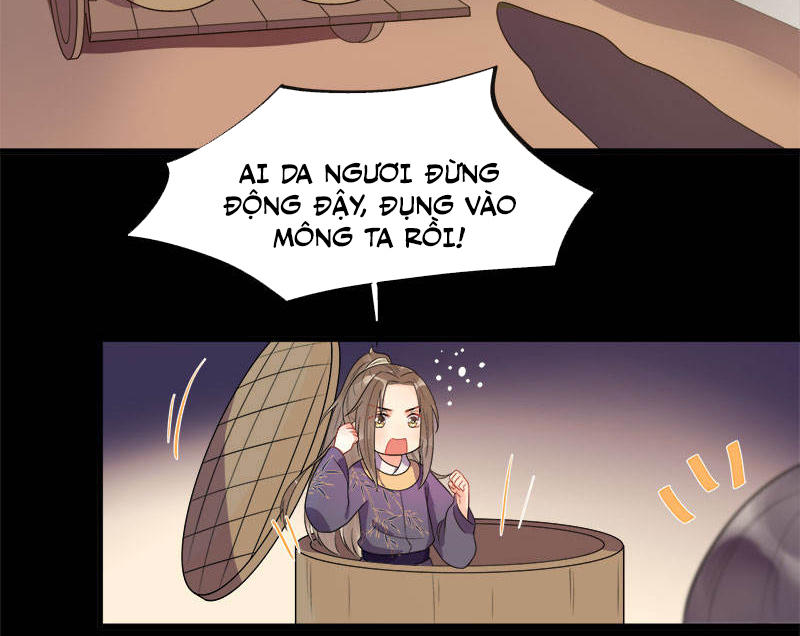 AI DA NGƯƠI ĐỪNG
ĐỘNG ĐẬY, ĐỤNG VÀO
MÔNG TA RỒI!